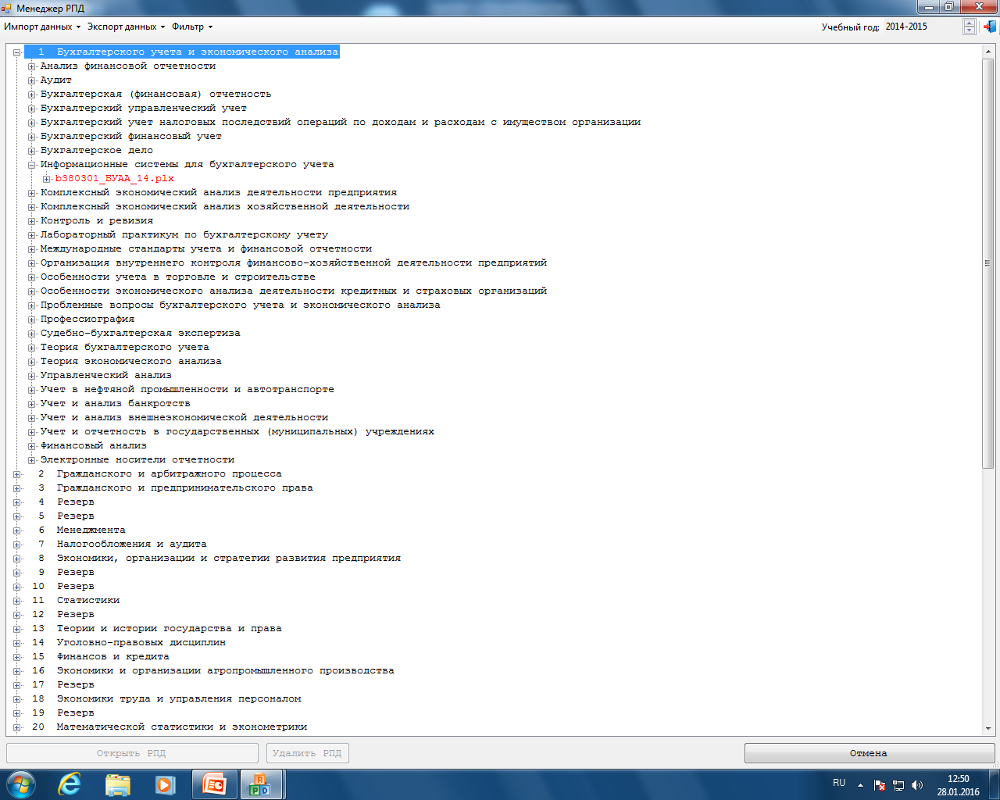 Менеджер РПД
Импорт данных Экспорт данных Фильтр Учебный год: 2014-2015
1 Бухгалтерского учета и экономического анализа
Анализ финансовой отчетности
Аудит
Бухгалтерская (финансовая) отчетность
Бухгалтерский управленческий учет
Бухгалтерский учет налоговых последствий операций по доходам и расходам с имуществом организации
Бухгалтерский финансовый учет
Бухгалтерское дело
Информационные системы для бухгалтерского учета
b380301_БУАА_14.plx
Комплексный экономический анализ деятельности предприятия
Комплексный экономический анализ хозяйственной деятельности
Контроль и ревизия
Лабораторный практикум по бухгалтерскому учету
Международные стандарты учета и финансовой отчетности
Организация внутреннего контроля финансово-хозяйственной деятельности предприятий
Особенности учета в торговле и строительстве
Особенности экономического анализа деятельности кредитных и страховых организаций
Проблемные вопросы бухгалтерского учета и экономического анализа
Профессиография
Судебно-бухгалтерская экспертиза
Теория бухгалтерского учета
Теория экономического анализа
Управленческий анализ
Учет в нефтяной промышленности и автотранспорте
Учет и анализ банкротств
Учет и анализ внешнеэкономической деятельности
Учет и отчетность в государственных (муниципальных) учреждениях
Финансовый анализ
Электронные носители отчетности
2 Гражданского и арбитражного процесса
3 Гражданского и предпринимательского права
4 Резерв
5 Резерв
6 Менеджмента
7 Налогообложения и аудита
8 Экономики, организации и стратегии развития предприятия
9 Резерв
10 Резерв
11 Статистики
12 Резерв
13 Теории и истории государства и права
14 Уголовно-правовых дисциплин
15 Финансов и кредита
16 Экономики и организации агропромышленного производства
17 Резерв
18 Экономики труда и управления персоналом
19 Резерв
20 Математической статистики и эконометрики
Открыть РПД Удалить РПД Отмена
RU 12:50
28.01.2016